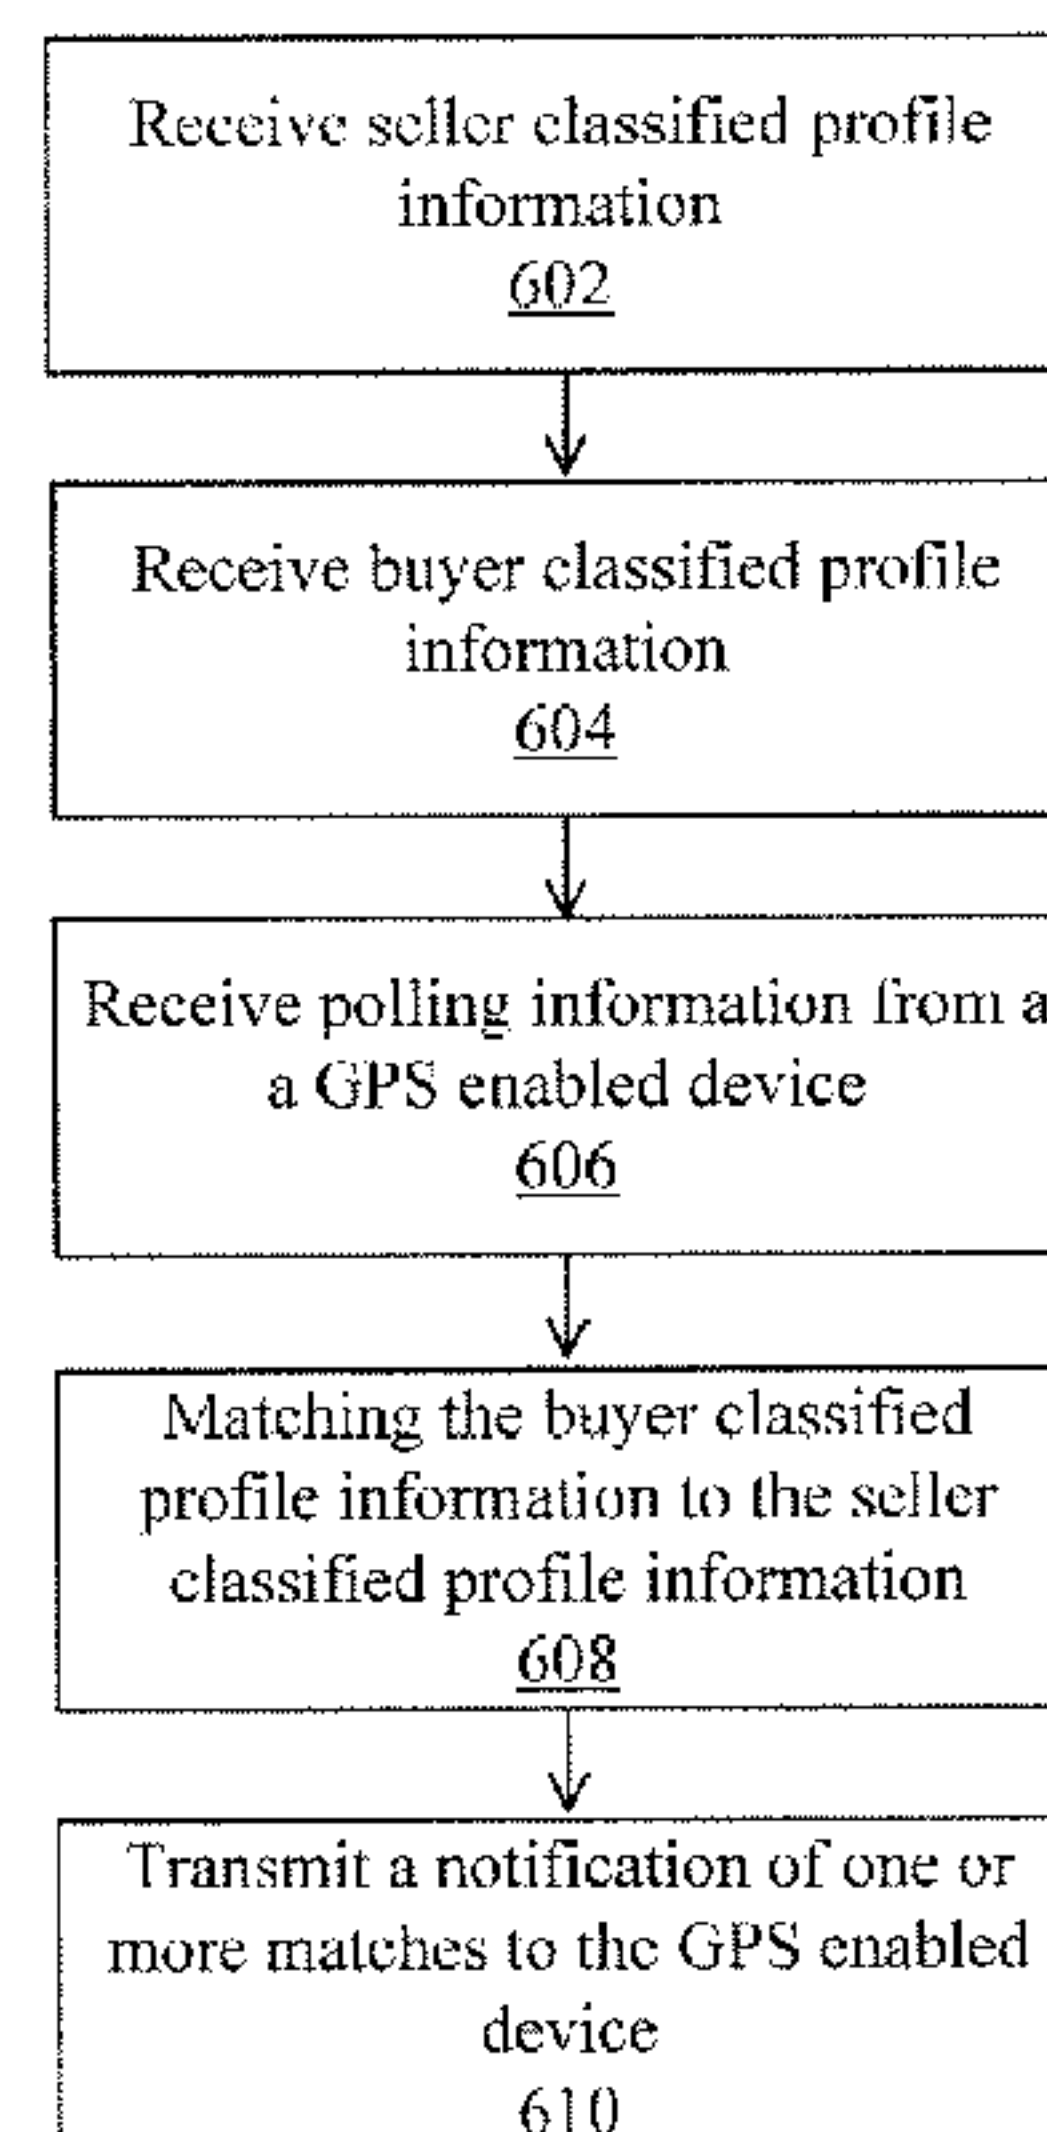 Receive seller classified profile
information
602
Receive buyer classified profile
information
604
Receive polling information from a
a GPS enabled device
606
Matching the buyer classified
profile information to the seller
classified profile information
608
Transmit a notification of one or
more matches to the GPS enabled
device
610